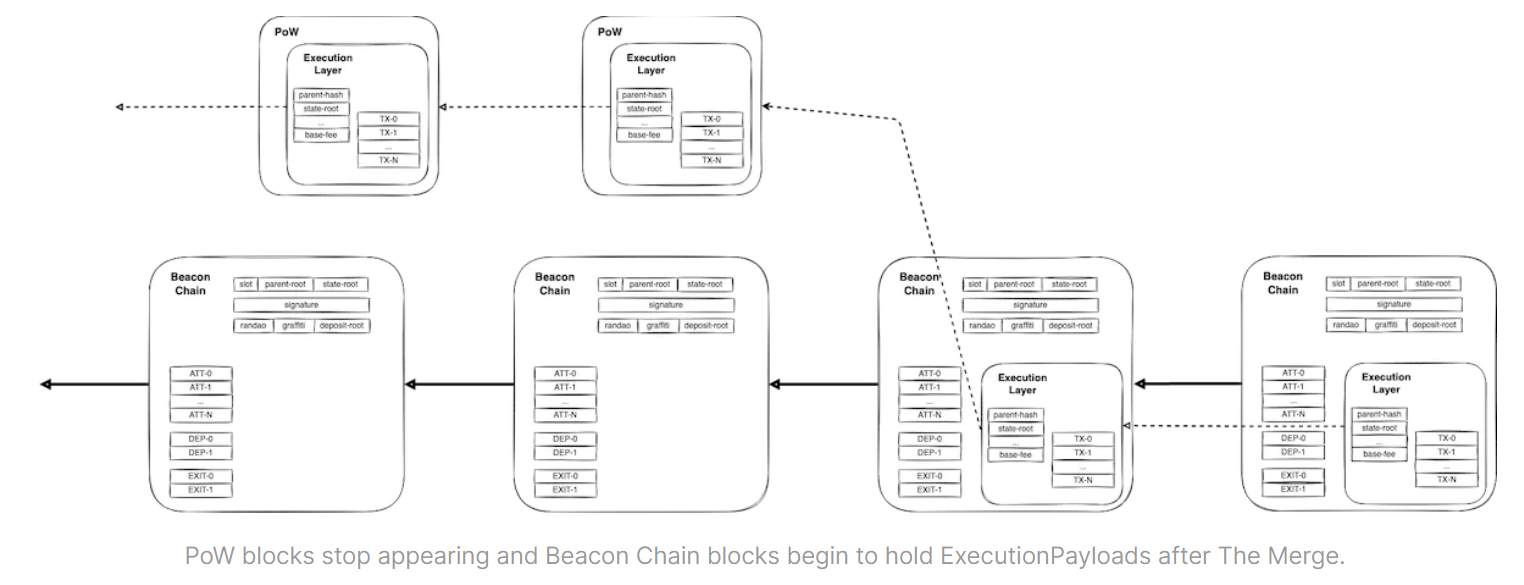 PoW
Execution
Layer
parent-hash
state-root
...
base-fee
TX-0
TX-1
...
TX-N
PoW
Execution
Layer
parent-hash
state-root
...
base-fee
TX-0
TX-1
...
TX-N
Beacon
Chain
slot parent-root state-root
signature
randao graffiti deposit-root
ATT-0
ATT-1
...
ATT-N
DEP-0
DEP-1
EXIT-0
EXIT-1
Beacon
Chain
slot parent-root state-root
signature
randao graffiti deposit-root
ATT-0
ATT-1
...
ATT-N
DEP-0
DEP-1
EXIT-0
EXIT-1
Beacon
Chain
slot parent-root state-root
signature
randao graffiti deposit-root
ATT-0
ATT-1
...
ATT-N
DEP-0
DEP-1
EXIT-0
EXIT-1
Execution
Layer
parent-hash
state-root
...
base-fee
TX-0
TX-1
...
TX-N
Beacon
Chain
slot parent-root state-root
signature
randao graffiti deposit-root
ATT-0
ATT-1
...
ATT-N
DEP-0
DEP-1
EXIT-0
EXIT-1
Execution
Layer
parent-hash
state-root
...
base-fee
TX-0
TX-1
...
TX-N
PoW blocks stop appearing and Beacon Chain blocks begin to hold ExecutionPayloads after The Merge.